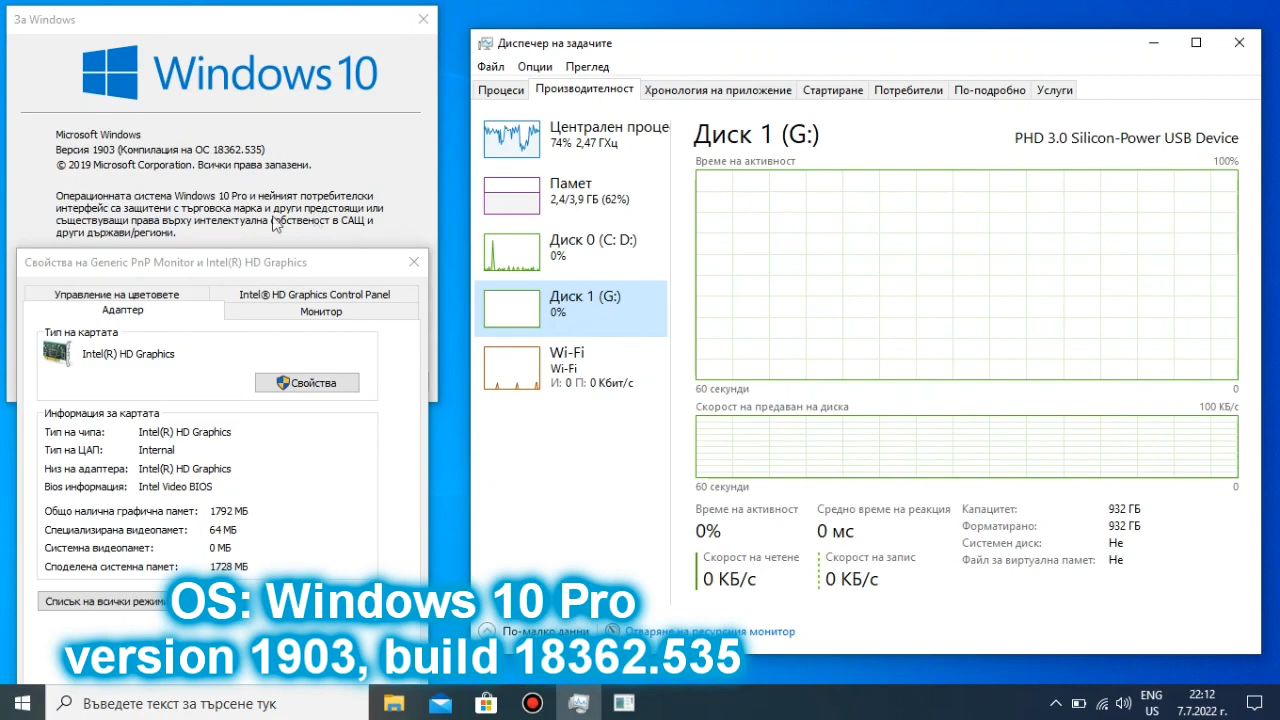 За Windows
Windows 10
Microsoft Windows
Версия 1903 (Компилация на ОС 18362.535)
© 2019 Microsoft Corporation. Всички права запазени.
Операционната система Windows 10 Pro и нейният потребителски
интерфейс са защитени с търговска марка и други предстоящи или
съществуващи права върху интелектуална собственост в САЩ и
други държави/региони.
Свойства на Generic PnP Monitor и Intel(R) HD Graphics
Управление на цветовете
Intel® HD Graphics Control Panel
Адаптер
Монитор
Тип на картата
Intel(R) HD Graphics
Свойства
Информация за картата
Тип на чипа: Intel(R) HD Graphics
Тип на ЦАП: Internal
Низ на адаптера: Intel(R) HD Graphics
Bios информация: Intel Video BIOS
Общо налична графична памет: 1792 МБ
Специализирана видеопамет: 64 МБ
Системна видеопамет: 0 МБ
Споделена системна памет: 1728 МБ
Списък на всички режими
OS: Windows 10 Pro
version 1903, build 18362.535
Диспечер на задачите
Файл Опции Преглед
Процеси Производителност Хронология на приложение Стартиране Потребители По-подробно Услуги
Централен проце
74% 2,47 ГХц
Памет
2,4/3,9 ГБ (62%)
Диск 0 (C: D:)
0%
Диск 1 (G:)
0%
Wi-Fi
Wi-Fi
И: 0 П: 0 Кбит/с
Диск 1 (G:)
PHD 3.0 Silicon-Power USB Device
Време на активност 100%
60 секунди 0
Скорост на предаван на диска 100 КБ/с
60 секунди 0
Време на активност
0%
Средно време на реакция
0 мс
Скорост на четене
0 КБ/с
Скорост на запис
0 КБ/с
Капацитет: 932 ГБ
Форматирано: 932 ГБ
Системен диск: Не
Файл за виртуална памет: Не
По-малко данни
Отваряне на ресурсния монитор
Въведете текст за търсене тук
ENG
US
22:12
7.7.2022 г.